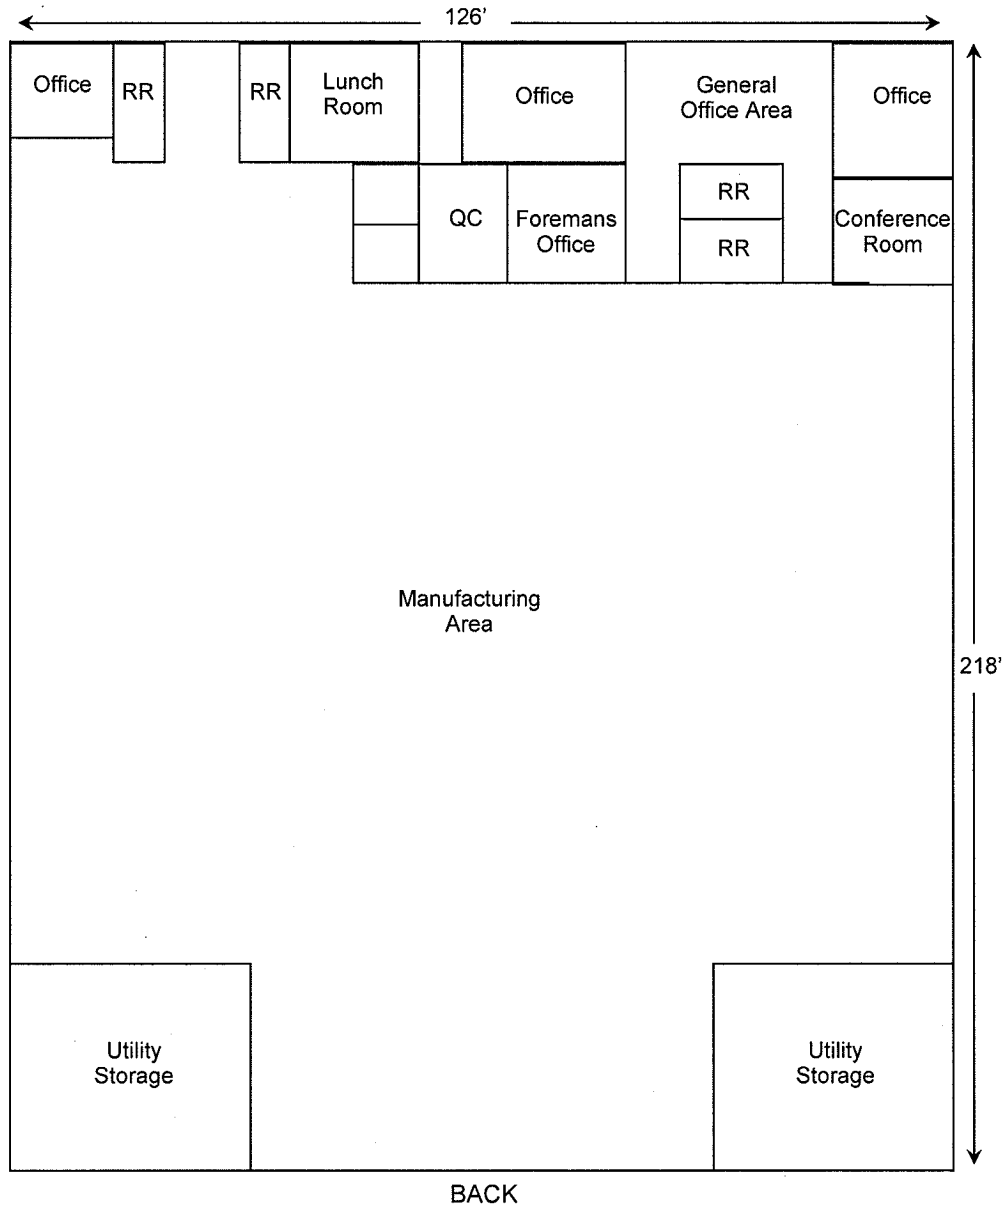 126’
Office
RR
RR
Lunch
Room
Office
General
Office Area
Office
QC
Foremans
Office
RR
RR
Conference
Room
Manufacturing
Area
218’
Utility
Storage
Utility
Storage
BACK